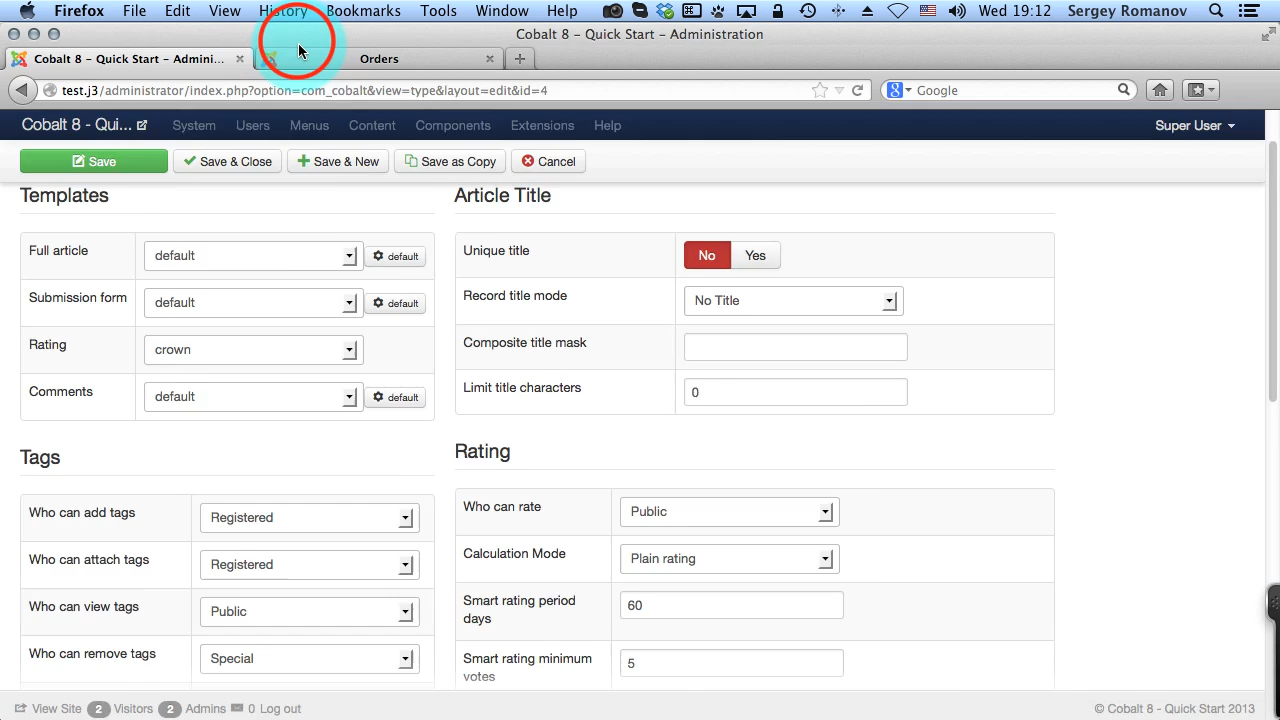 Firefox File Edit View History Bookmarks Tools Window Help Wed 19:12 Sergey Romanov
Cobalt 8 - Quick Start - Administration
Cobalt 8 - Quick Start - Admini... Orders
test.j3/administrator/index.php?option=com_cobalt&view=type&layout=edit&id=4 Google
Cobalt 8 - Qui... System Users Menus Content Components Extensions Help Super User
Save Save & Close Save & New Save as Copy Cancel
Templates
Full article default default
Submission form default default
Rating crown
Comments default default
Article Title
Unique title No Yes
Record title mode No Title
Composite title mask
Limit title characters 0
Tags
Who can add tags Registered
Who can attach tags Registered
Who can view tags Public
Who can remove tags Special
Rating
Who can rate Public
Calculation Mode Plain rating
Smart rating period 60
days
Smart rating minimum 5
votes
View Site 2 Visitors 2 Admins 0 Log out © Cobalt 8 - Quick Start 2013